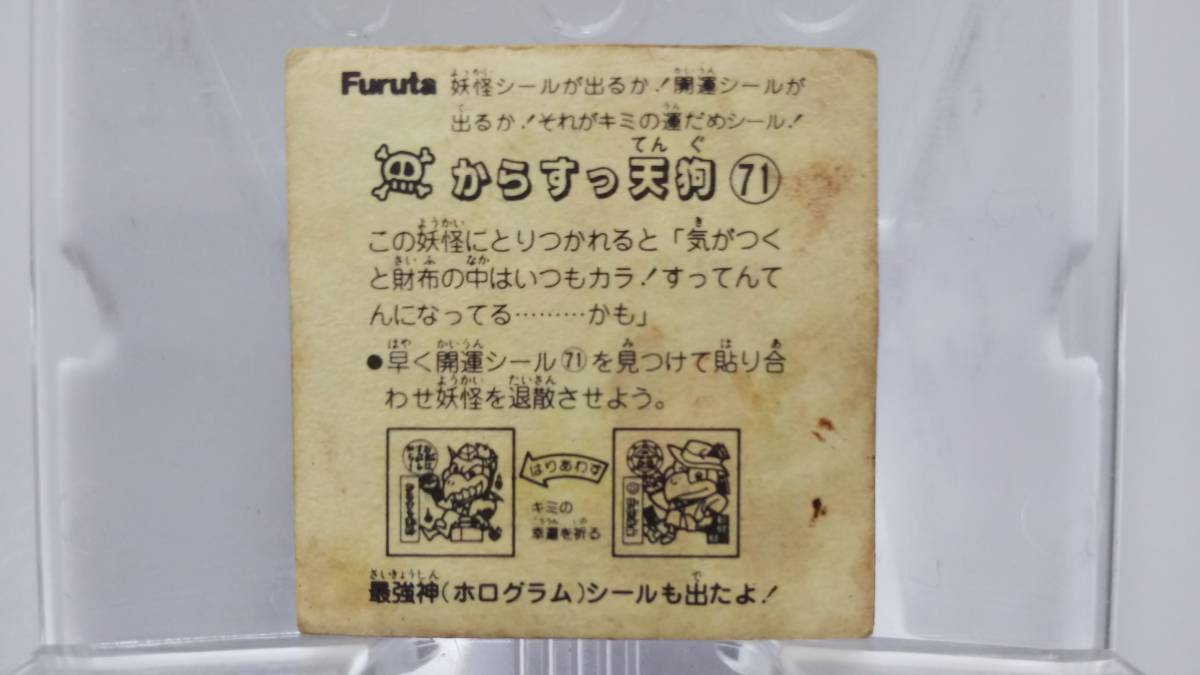 Furuta 妖怪シールが出るか!開運シールが
出るか!それがキミの運だめシール!
からすっ天狗 71
この妖怪にとりつかれると「気がつく
と財布の中はいつもカラ!すってんて
んになってる………かも」
●早く開運シール71を見つけて貼り合
わせ妖怪を退散させよう。
はりあわす
キミの
幸運を祈る
最強神(ホログラム)シールも出たよ!